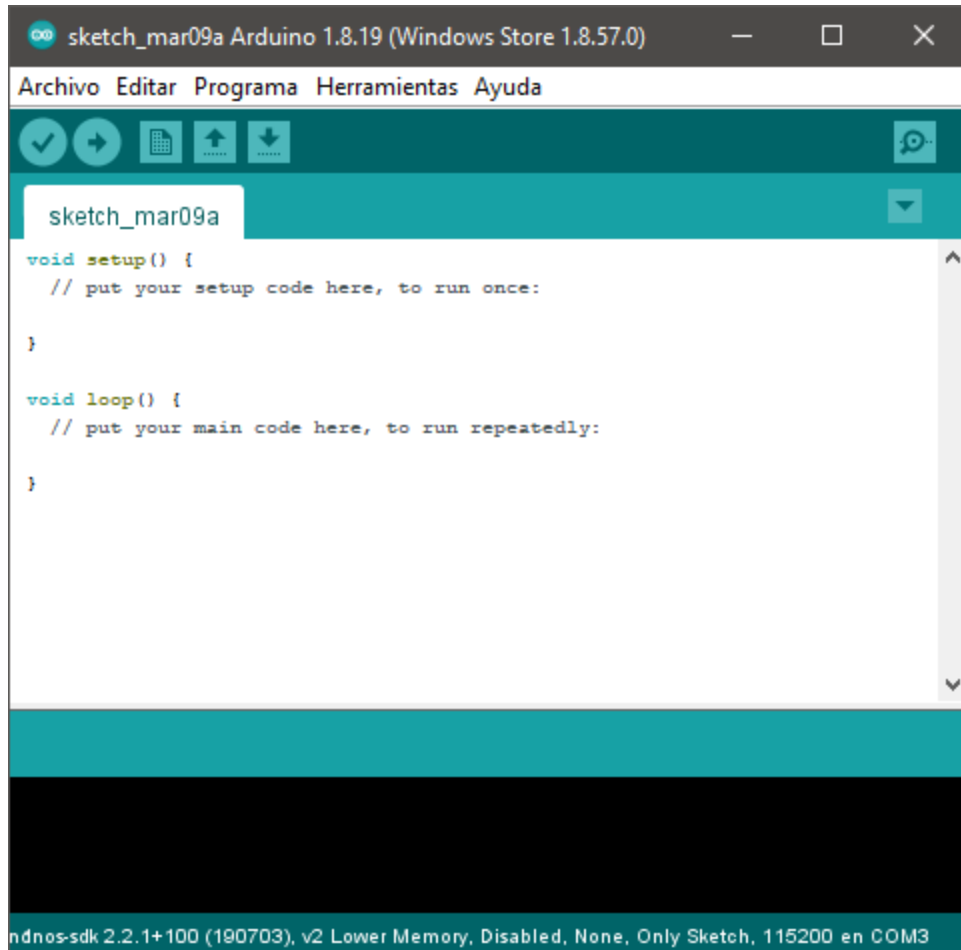 sketch_mar09a Arduino 1.8.19 (Windows Store 1.8.57.0)
Archivo Editar Programa Herramientas Ayuda
sketch_mar09a
void setup() {
  // put your setup code here, to run once:
}
void loop() {
  // put your main code here, to run repeatedly:
}
2.2.1+100 (190703), v2 Lower Memory, Disabled, None, Only Sketch, 115200 en COM3